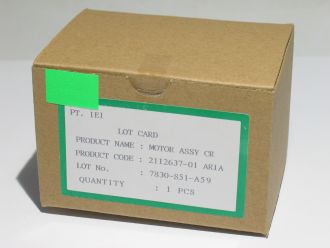 PT. IEI
LOT CARD
PRODUCT NAME : MOTOR ASSY CR
PRODUCT CODE : 2112637-01 ARIA
LOT No. : 7830-851-A59
QUANTITY : 1 PCS